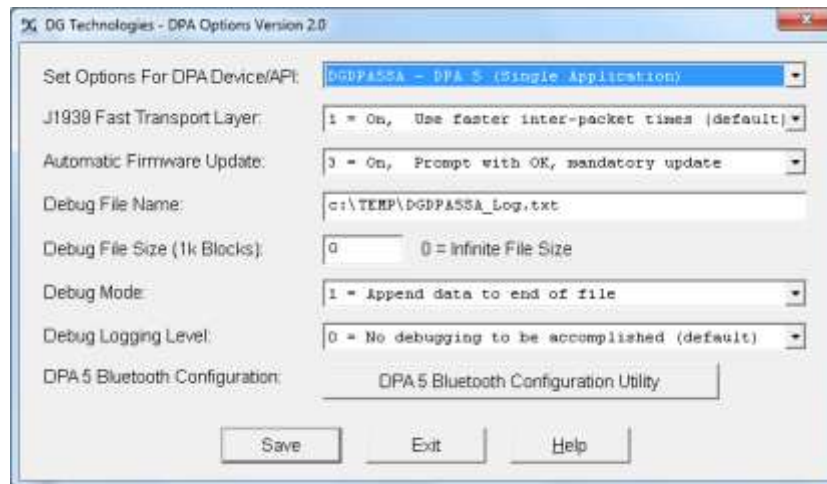 DG Technologies - DPA Options Version 2.0
Set Options For DPA Device/API: DGDPA5SA - DPA 5 (Single Application)
J1939 Fast Transport Layer: 1 = On, Use faster inter-packet times (default)
Automatic Firmware Update: 3 = On, Prompt with OK, mandatory update
Debug File Name: c:\TEMP\DGDPA5SA_Log.txt
Debug File Size (1k Blocks): 0 0 = Infinite File Size
Debug Mode: 1 = Append data to end of file
Debug Logging Level: 0 = No debugging to be accomplished (default)
DPA 5 Bluetooth Configuration: DPA 5 Bluetooth Configuration Utility
Save Exit Help